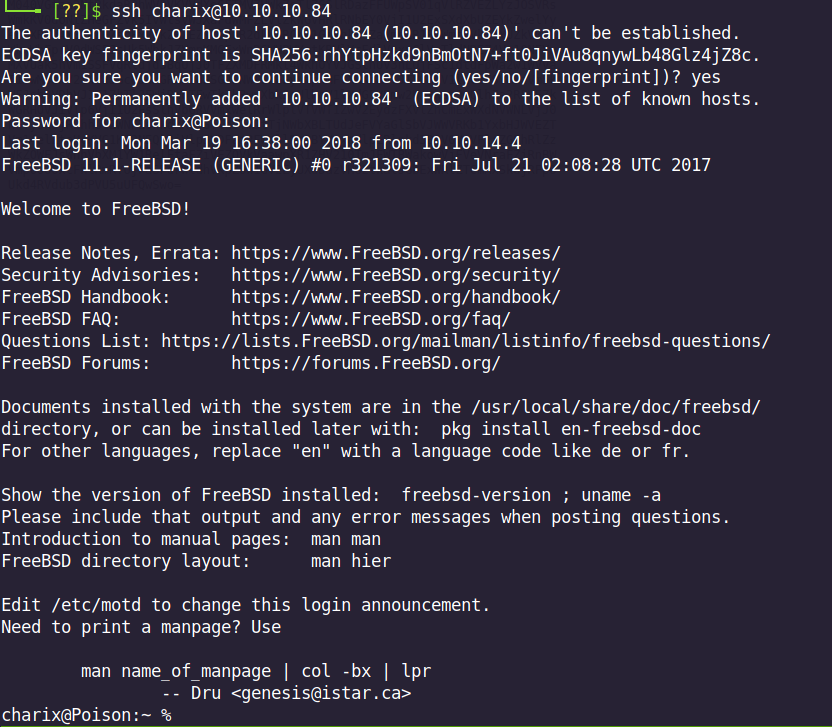 [??]$ ssh charix@10.10.10.84
The authenticity of host '10.10.10.84 (10.10.10.84)' can't be established.
ECDSA key fingerprint is SHA256:rhYtpHzkd9nBmOtN7+ft0JiVAu8qnywLb48Glz4jZ8c.
Are you sure you want to continue connecting (yes/no/[fingerprint])? yes
Warning: Permanently added '10.10.10.84' (ECDSA) to the list of known hosts.
Password for charix@Poison:
Last login: Mon Mar 19 16:38:00 2018 from 10.10.14.4
FreeBSD 11.1-RELEASE (GENERIC) #0 r321309: Fri Jul 21 02:08:28 UTC 2017

Welcome to FreeBSD!

Release Notes, Errata: https://www.FreeBSD.org/releases/
Security Advisories:   https://www.FreeBSD.org/security/
FreeBSD Handbook:      https://www.FreeBSD.org/handbook/
FreeBSD FAQ:           https://www.FreeBSD.org/faq/
Questions List: https://lists.FreeBSD.org/mailman/listinfo/freebsd-questions/
FreeBSD Forums:        https://forums.FreeBSD.org/

Documents installed with the system are in the /usr/local/share/doc/freebsd/
directory, or can be installed later with:  pkg install en-freebsd-doc
For other languages, replace "en" with a language code like de or fr.

Show the version of FreeBSD installed:  freebsd-version ; uname -a
Please include that output and any error messages when posting questions.
Introduction to manual pages:  man man
FreeBSD directory layout:      man hier

Edit /etc/motd to change this login announcement.
Need to print a manpage? Use

        man name_of_manpage | col -bx | lpr
                -- Dru <genesis@istar.ca>
charix@Poison:~ %